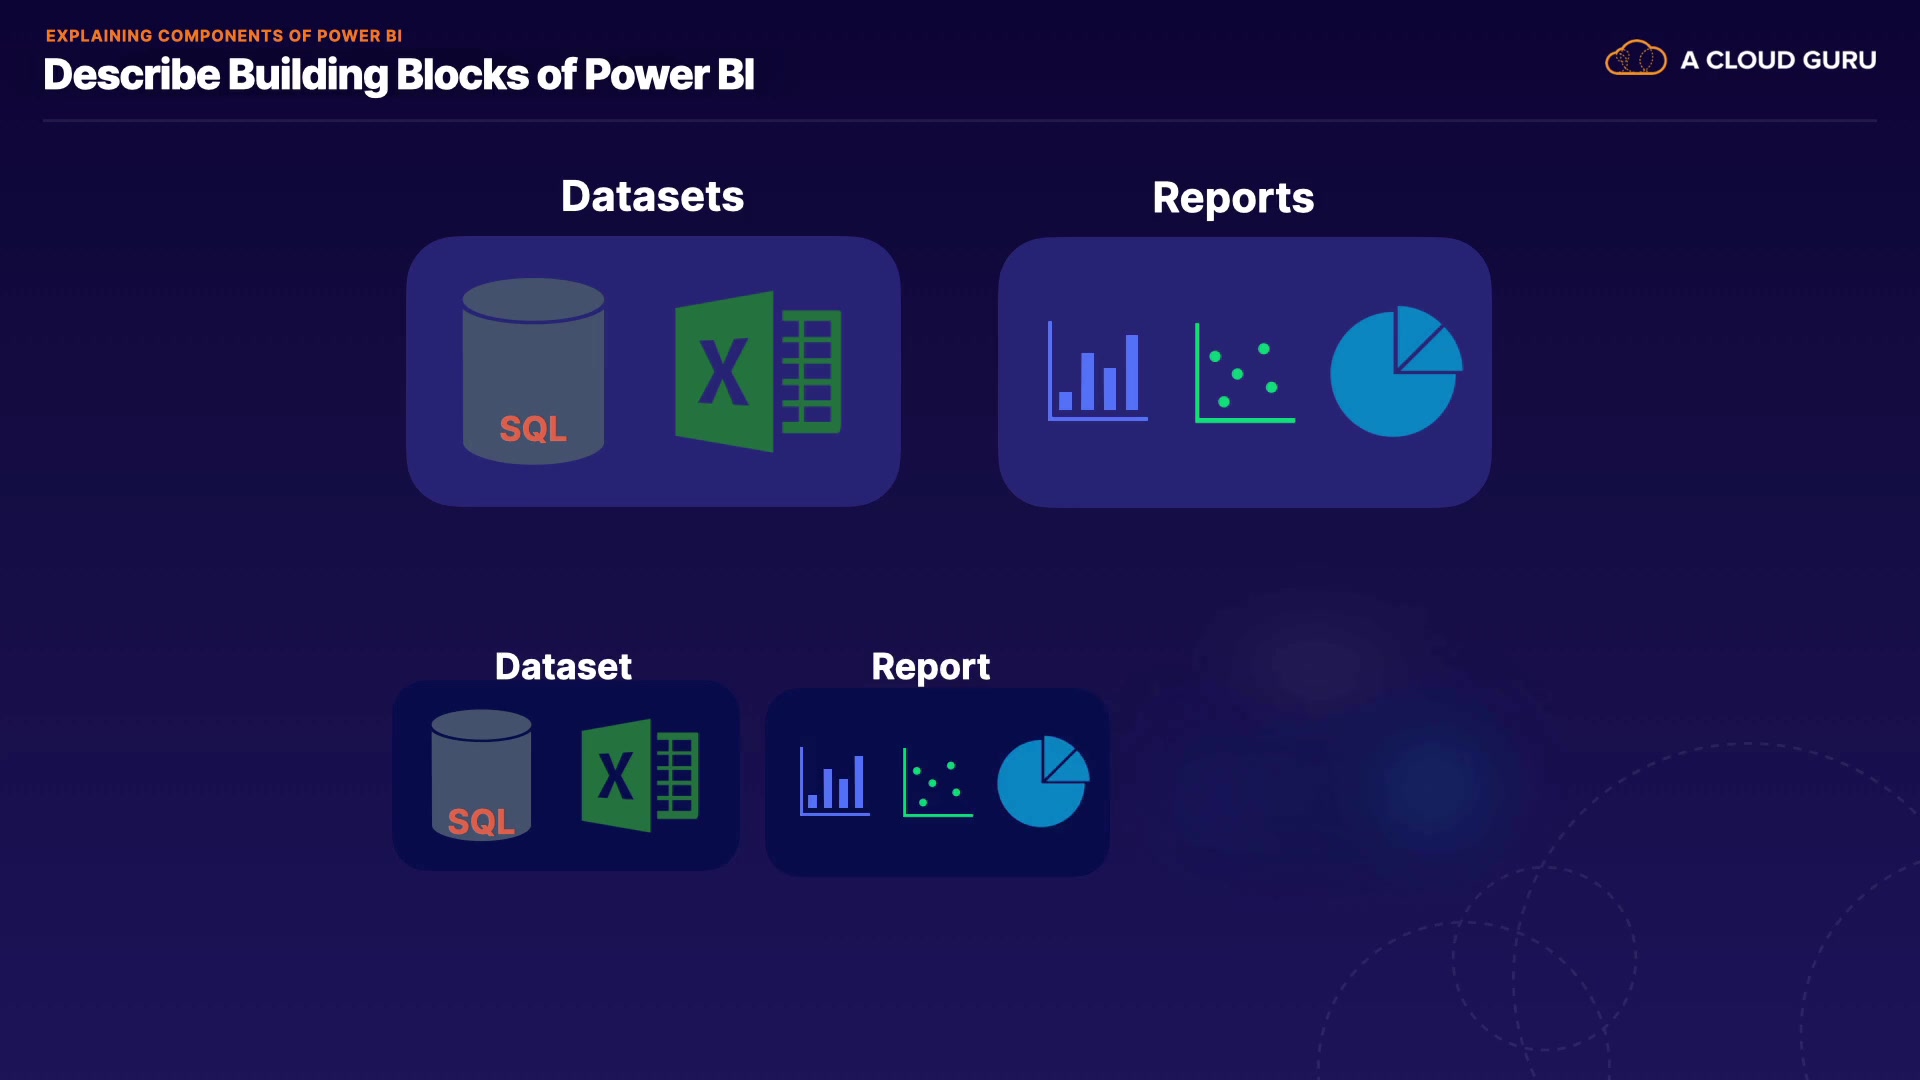 EXPLAINING COMPONENTS OF POWER BI
Describe Building Blocks of Power BI
A CLOUD GURU
Datasets
Reports
SQL
X
Dataset
Report
SQL
X